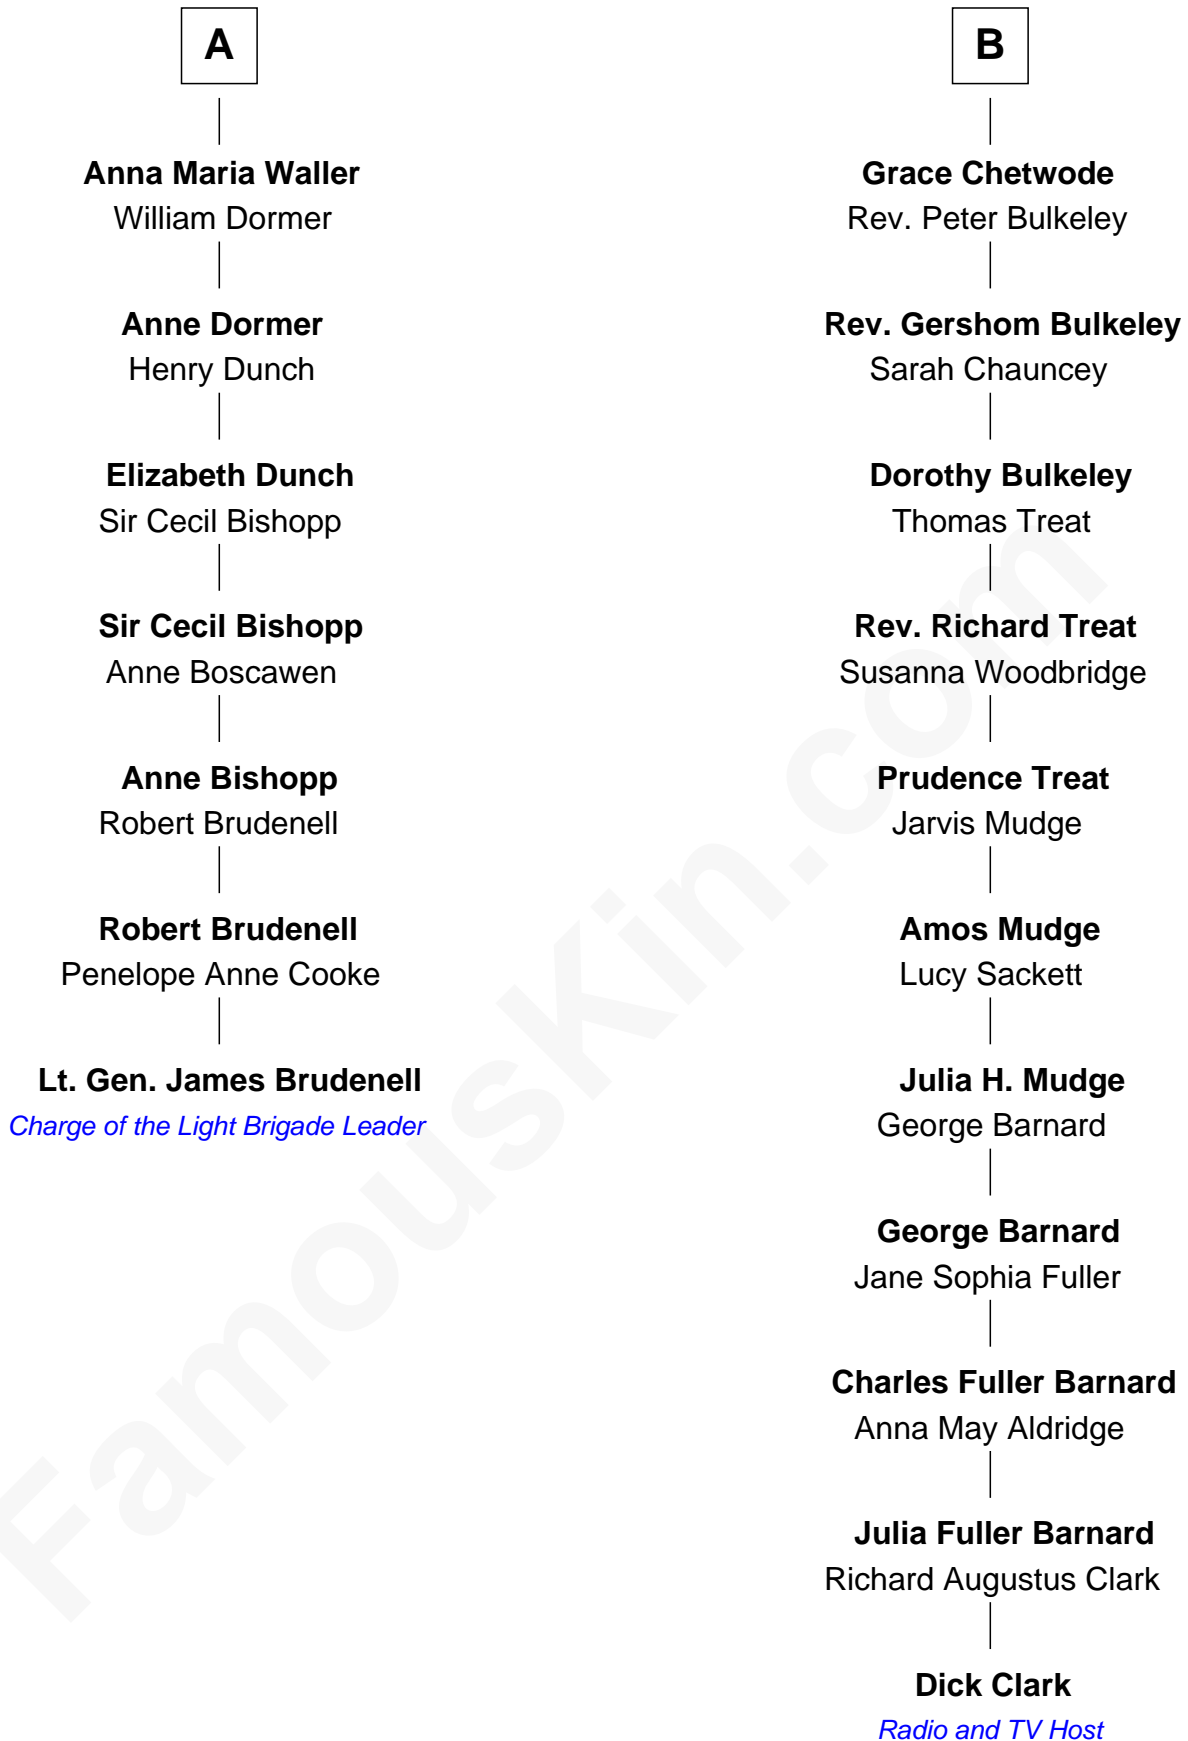 A
Anna Maria Waller
William Dormer
Anne Dormer
Henry Dunch
Elizabeth Dunch
Sir Cecil Bishopp
Sir Cecil Bishopp
Anne Boscawen
Anne Bishopp
Robert Brudenell
Robert Brudenell
Penelope Anne Cooke
Lt. Gen. James Brudenell
Charge of the Light Brigade Leader
B
Grace Chetwode
Rev. Peter Bulkeley
Rev. Gershom Bulkeley
Sarah Chauncey
Dorothy Bulkeley
Thomas Treat
Rev. Richard Treat
Susanna Woodbridge
Prudence Treat
Jarvis Mudge
Amos Mudge
Lucy Sackett
Julia H. Mudge
George Barnard
George Barnard
Jane Sophia Fuller
Charles Fuller Barnard
Anna May Aldridge
Julia Fuller Barnard
Richard Augustus Clark
Dick Clark
Radio and TV Host
FamousKin.com